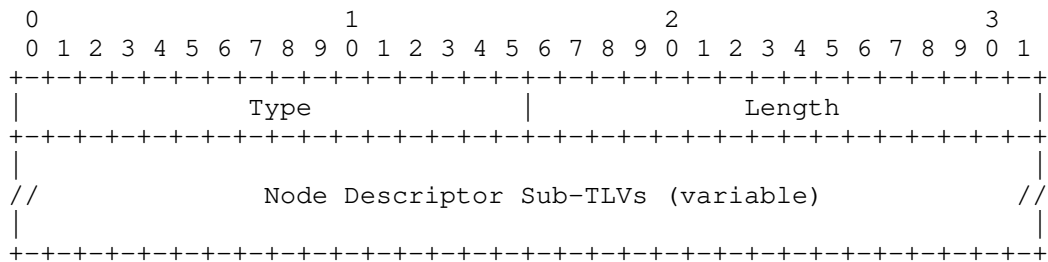 0                   1                   2                   3
 0 1 2 3 4 5 6 7 8 9 0 1 2 3 4 5 6 7 8 9 0 1 2 3 4 5 6 7 8 9 0 1
+-+-+-+-+-+-+-+-+-+-+-+-+-+-+-+-+-+-+-+-+-+-+-+-+-+-+-+-+-+-+-+-+
|              Type             |             Length            |
+-+-+-+-+-+-+-+-+-+-+-+-+-+-+-+-+-+-+-+-+-+-+-+-+-+-+-+-+-+-+-+-+
|                                                               |
//              Node Descriptor Sub-TLVs (variable)            //
|                                                               |
+-+-+-+-+-+-+-+-+-+-+-+-+-+-+-+-+-+-+-+-+-+-+-+-+-+-+-+-+-+-+-+-+